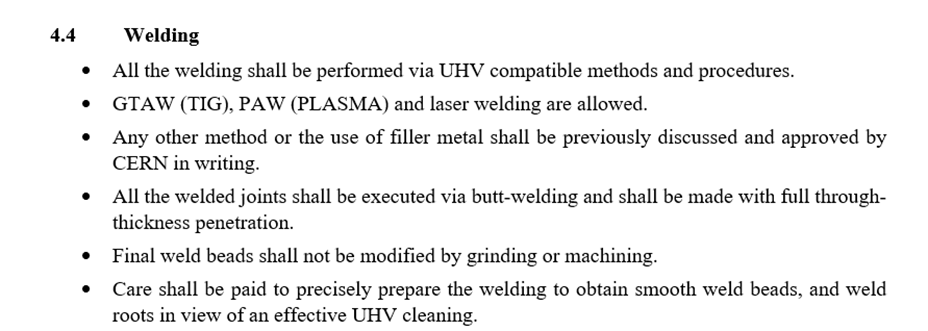 4.4 Welding
• All the welding shall be performed via UHV compatible methods and procedures.
• GTAW (TIG), PAW (PLASMA) and laser welding are allowed.
• Any other method or the use of filler metal shall be previously discussed and approved by
CERN in writing.
• All the welded joints shall be executed via butt-welding and shall be made with full through-
thickness penetration.
• Final weld beads shall not be modified by grinding or machining.
• Care shall be paid to precisely prepare the welding to obtain smooth weld beads, and weld
roots in view of an effective UHV cleaning.